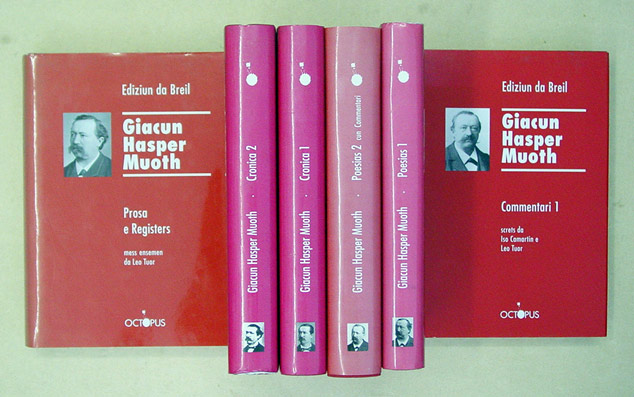 Ediziun da Breil
Giacun
Hasper
Muoth
Prosa
e Registers
mess ensemen
da Leo Tuor
OCTOPUS
Giacun Hasper Muoth · Cronica 2
Giacun Hasper Muoth · Cronica 1
Giacun Hasper Muoth · Poesias 2 cun Commentari
Giacun Hasper Muoth · Poesias 1
Ediziun da Breil
Giacun
Hasper
Muoth
Commentari 1
screts da
Iso Camartin e
Leo Tuor
OCTOPUS